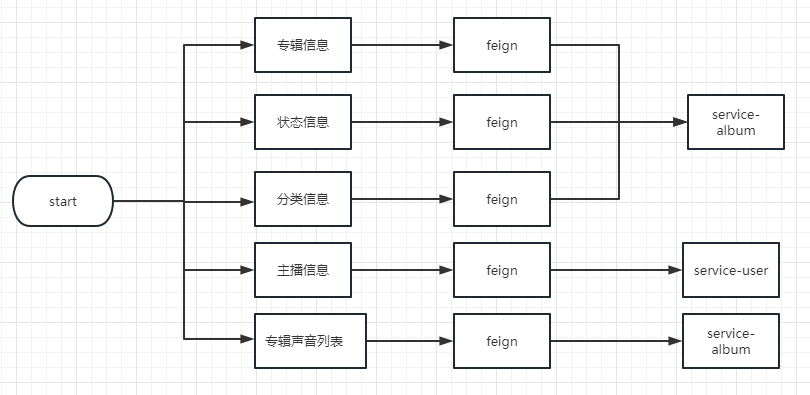 专辑信息
feign
状态信息
feign
service-
album
分类信息
feign
start
主播信息
feign
service-user
专辑声音列表
feign
service-
album